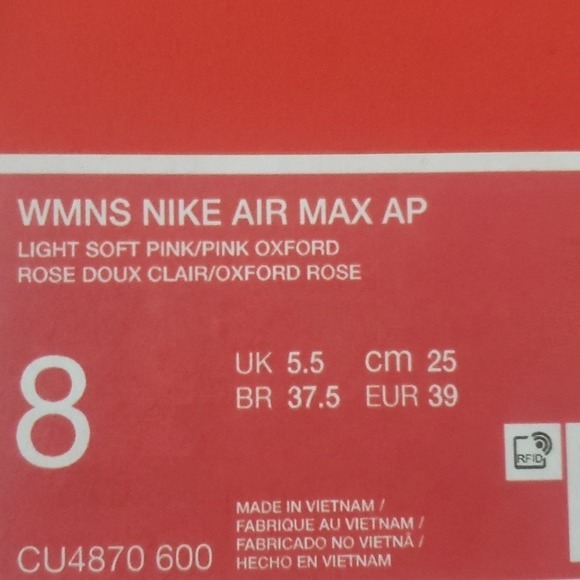 WMNS NIKE AIR MAX AP
LIGHT SOFT PINK/PINK OXFORD
ROSE DOUX CLAIR/OXFORD ROSE
8
UK 5.5 cm 25
BR 37.5 EUR 39
RFID
MADE IN VIETNAM /
FABRIQUE AU VIETNAM /
FABRICADO NO VIETNÃ /
HECHO EN VIETNAM
CU4870 600